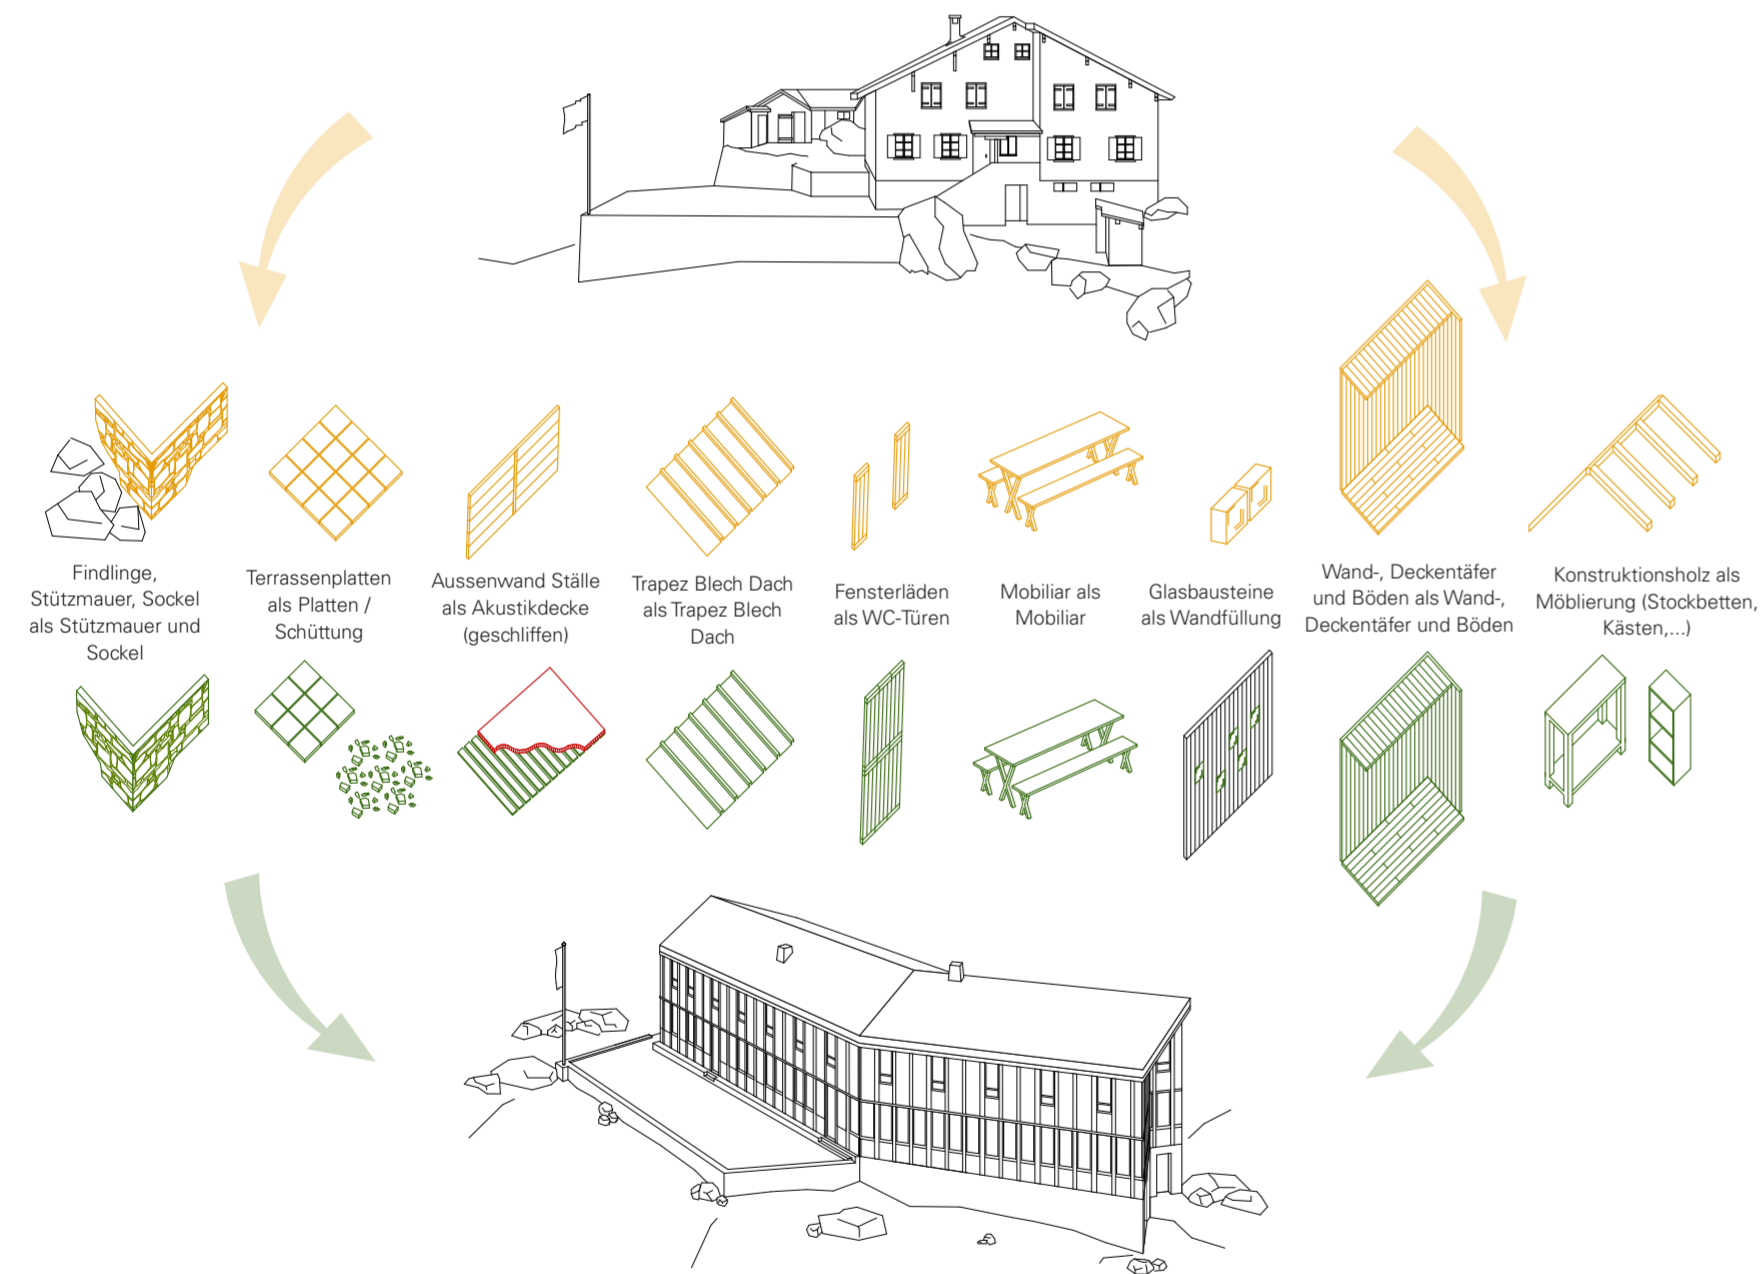 Findlinge,
Stützmauer, Sockel
als Stützmauer und
Sockel
Terrassenplatten
als Platten /
Schüttung
Aussenwand Ställe
als Akustikdecke
(geschliffen)
Trapez Blech Dach
als Trapez Blech
Dach
Fensterläden
als WC-Türen
Mobiliar als
Mobiliar
Glasbausteine
als Wandfüllung
Wand-, Deckentäfer
und Böden als Wand-,
Deckentäfer und Böden
Konstruktionsholz als
Möblierung (Stockbetten,
Kästen,...)